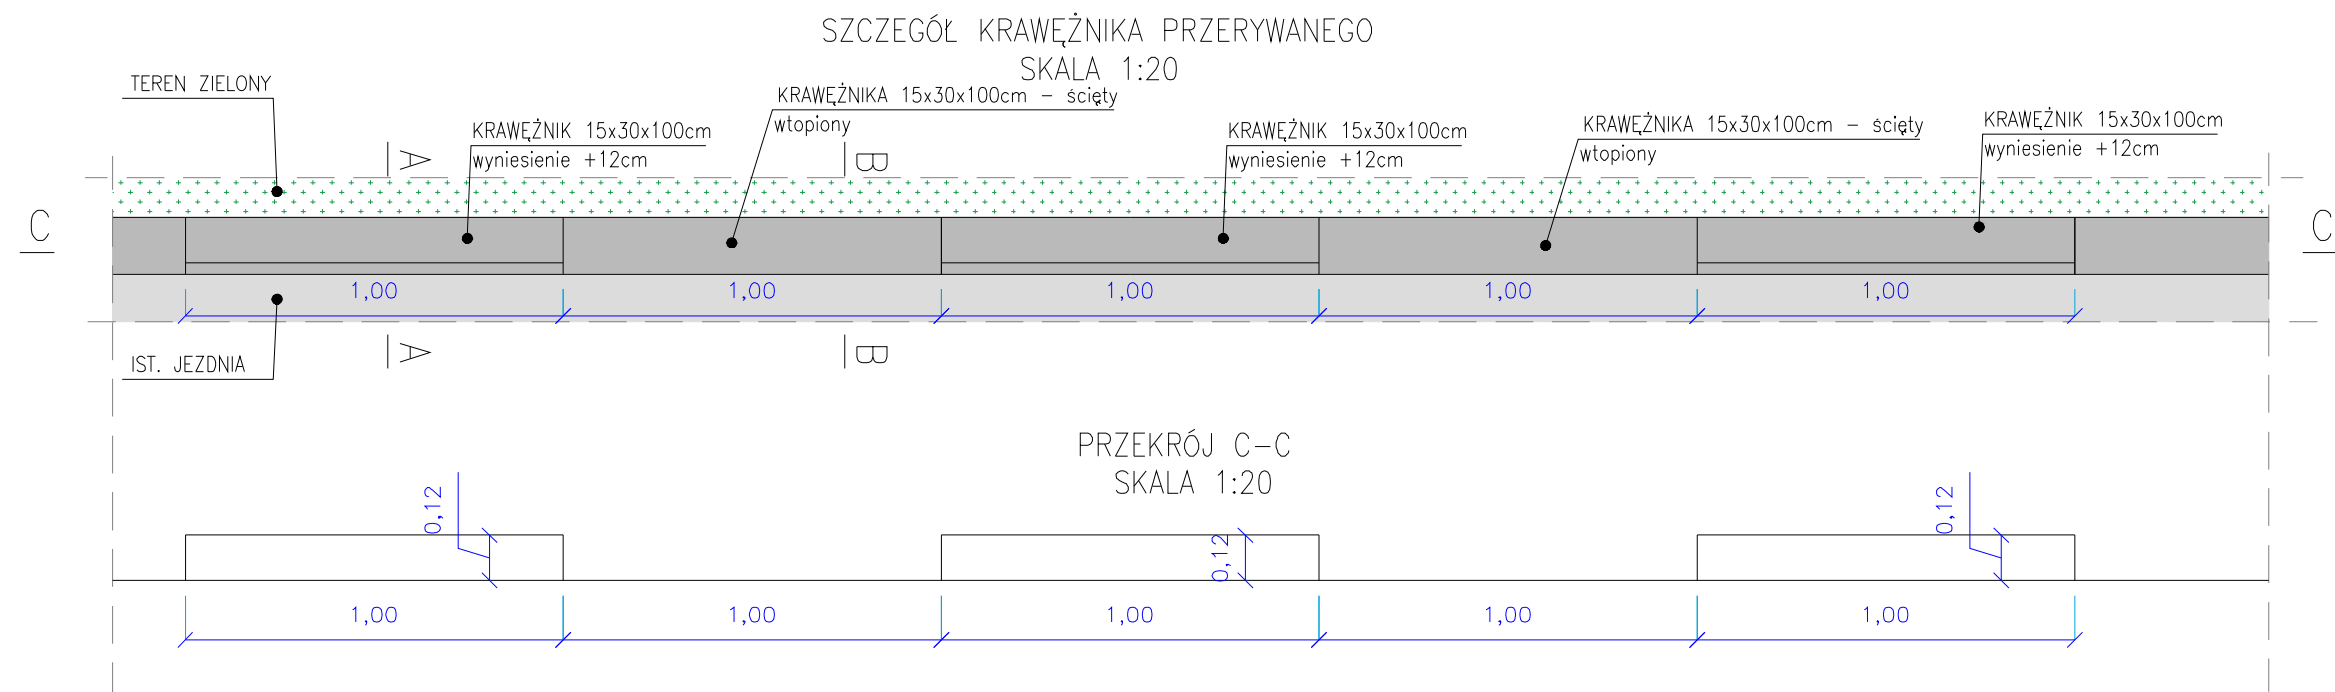 SZCZEGÓŁ KRAWĘŻNIKA PRZERYWANEGO
SKALA 1:20
TEREN ZIELONY
KRAWĘŻNIK 15x30x100cm
wyniesienie +12cm
KRAWĘŻNIKA 15x30x100cm – ścięty
wtopiony
KRAWĘŻNIK 15x30x100cm
wyniesienie +12cm
KRAWĘŻNIKA 15x30x100cm – ścięty
wtopiony
KRAWĘŻNIK 15x30x100cm
wyniesienie +12cm
A
B
C
C
1,00
1,00
1,00
1,00
1,00
A
B
IST. JEZDNIA
PRZEKRÓJ C–C
SKALA 1:20
0,12
0,12
0,12
1,00
1,00
1,00
1,00
1,00